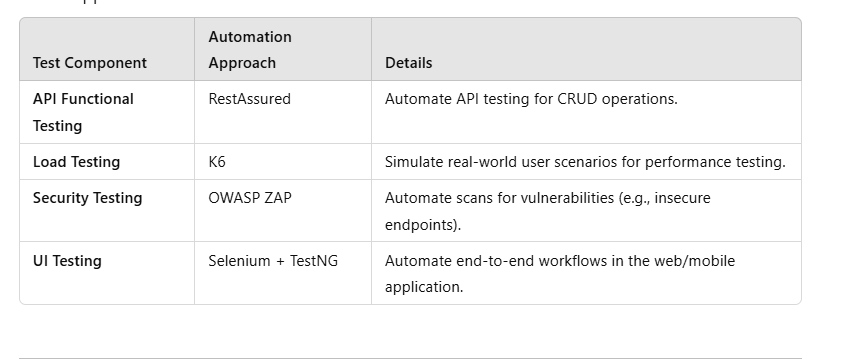 Test Component
Automation
Approach
Details
API Functional
Testing
RestAssured
Automate API testing for CRUD operations.
Load Testing
K6
Simulate real-world user scenarios for performance testing.
Security Testing
OWASP ZAP
Automate scans for vulnerabilities (e.g., insecure
endpoints).
UI Testing
Selenium + TestNG
Automate end-to-end workflows in the web/mobile
application.